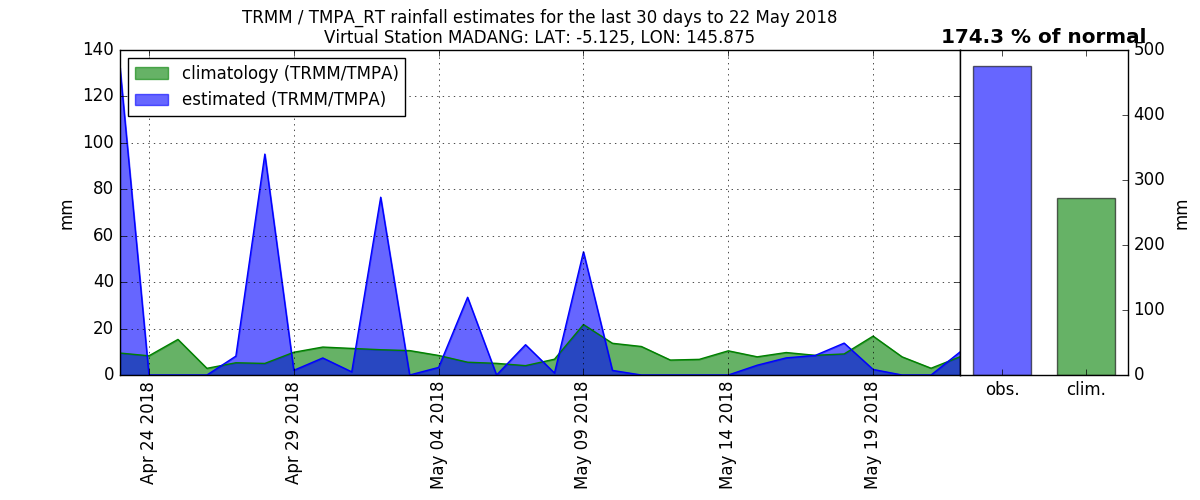 TRMM / TMPA_RT rainfall estimates for the last 30 days to 22 May 2018
Virtual Station MADANG: LAT: -5.125, LON: 145.875
174.3 % of normal
climatology (TRMM/TMPA)
estimated (TRMM/TMPA)
140
120
100
80
60
40
20
0
mm
Apr 24 2018
Apr 29 2018
May 04 2018
May 09 2018
May 14 2018
May 19 2018
500
400
300
200
100
0
mm
obs.
clim.